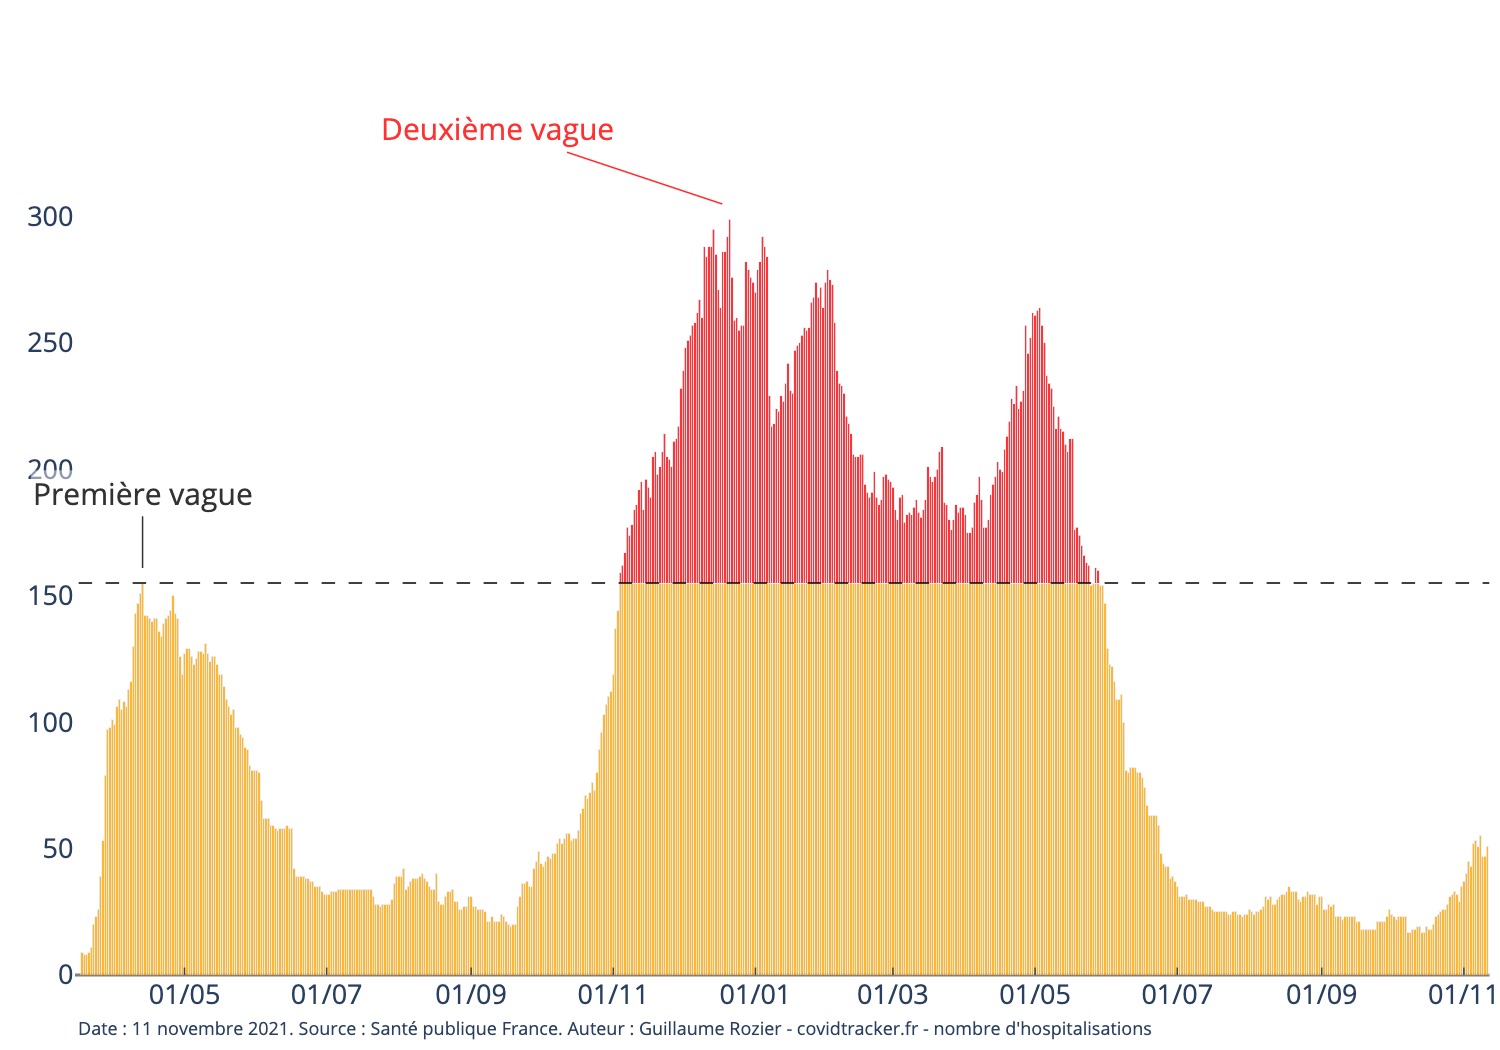 Deuxième vague
300
250
200
Première vague
150
100
50
0
01/05 01/07 01/09 01/11 01/01 01/03 01/05 01/07 01/09 01/11
Date : 11 novembre 2021. Source : Santé publique France. Auteur : Guillaume Rozier - covidtracker.fr - nombre d'hospitalisations